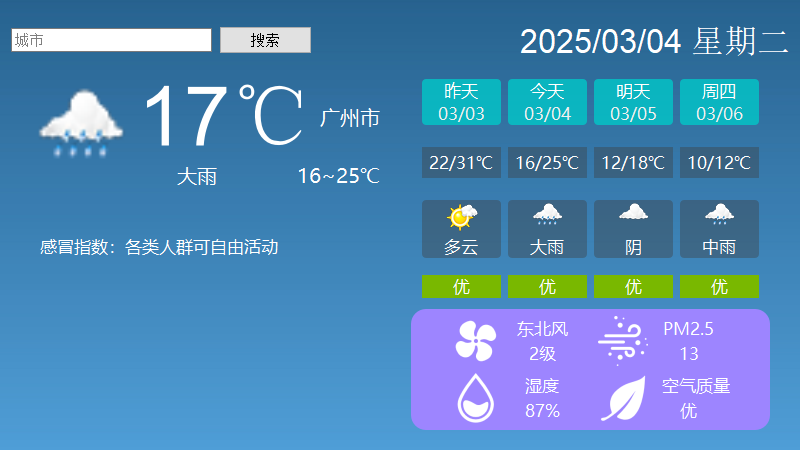 城市
搜索
2025/03/04 星期二
17℃
广州市
大雨
16~25℃
感冒指数：各类人群可自由活动
昨天
03/03
今天
03/04
明天
03/05
周四
03/06
22/31℃
16/25℃
12/18℃
10/12℃
多云
大雨
阴
中雨
优
优
优
优
东北风
2级
PM2.5
13
湿度
87%
空气质量
优